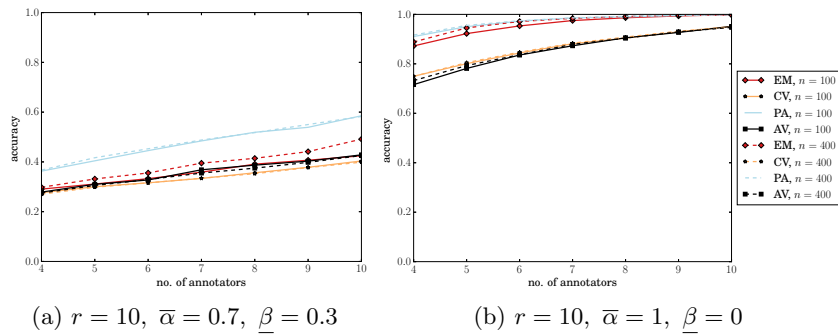 1.0
0.8
0.6
0.4
0.2
0.0
accuracy
4 5 6 7 8 9 10
no. of annotators
(a) r = 10, α̅ = 0.7, β̲ = 0.3
1.0
0.8
0.6
0.4
0.2
0.0
accuracy
4 5 6 7 8 9 10
no. of annotators
(b) r = 10, α̅ = 1, β̲ = 0
EM, n = 100
CV, n = 100
PA, n = 100
AV, n = 100
EM, n = 400
CV, n = 400
PA, n = 400
AV, n = 400